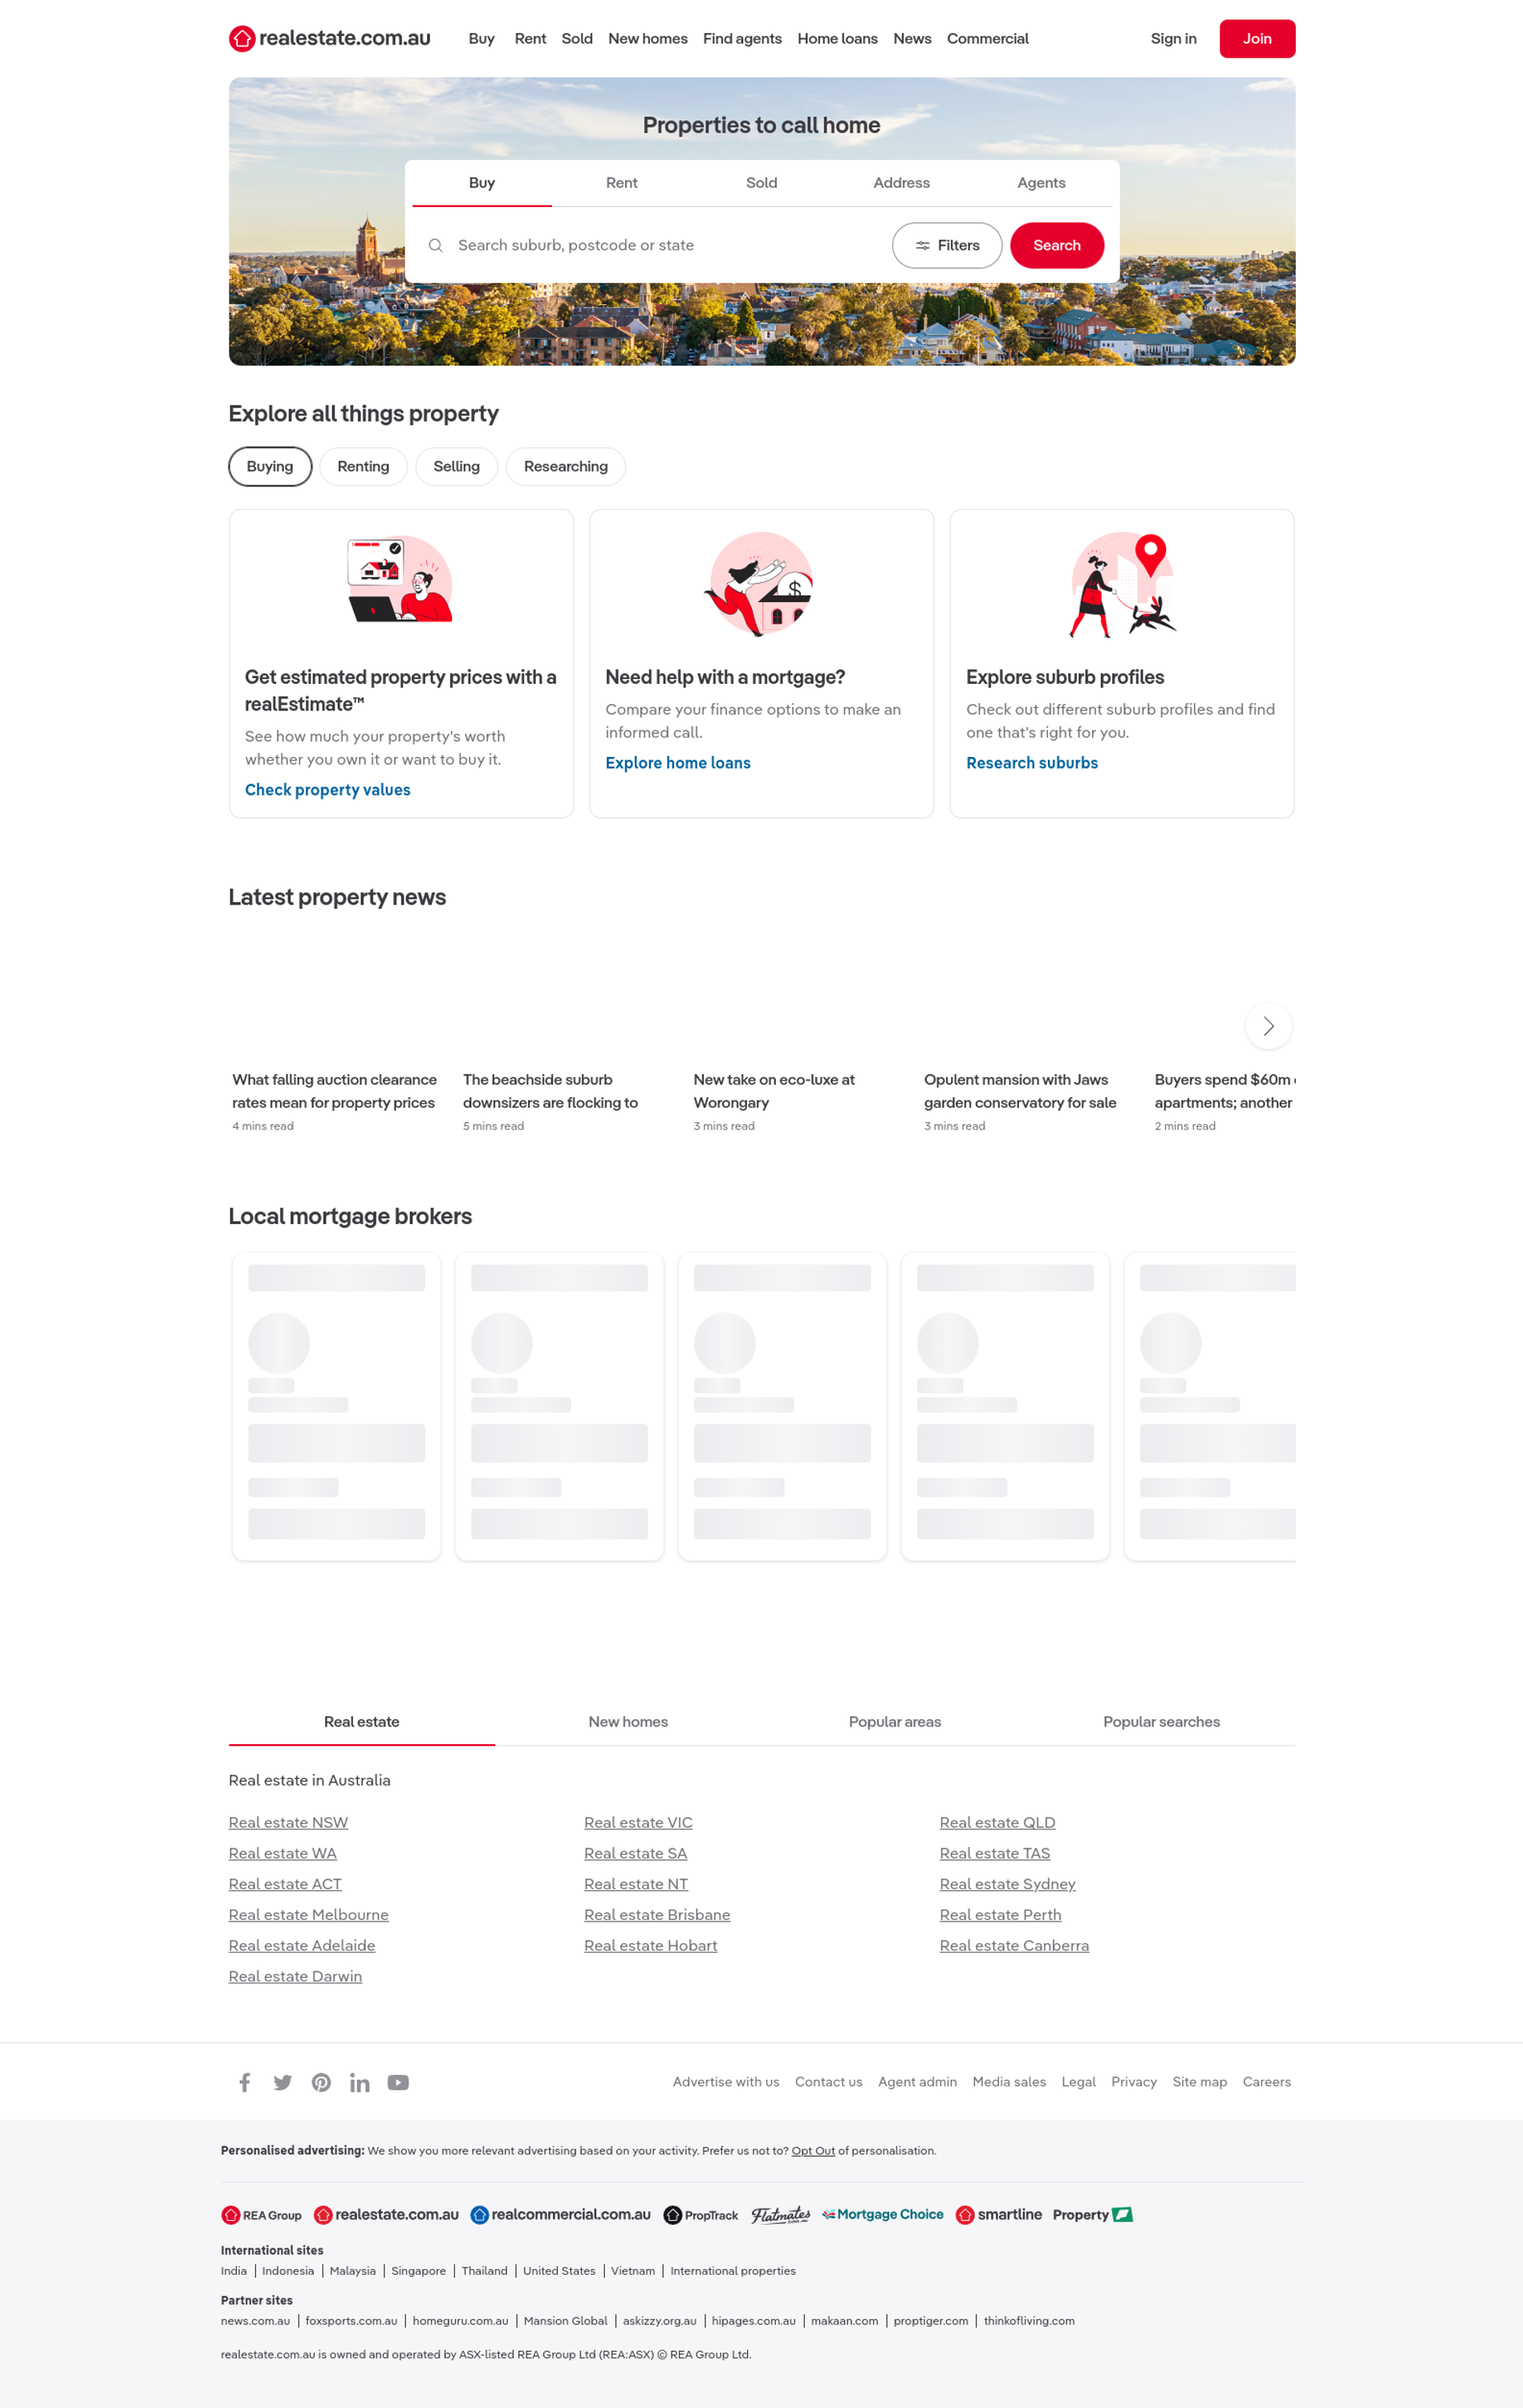 realestate.com.au
Buy Rent Sold New homes Find agents Home loans News Commercial Sign in Join
Properties to call home
Buy Rent Sold Address Agents
Search suburb, postcode or state Filters Search
Explore all things property
Buying Renting Selling Researching
Get estimated property prices with a
realEstimate™
See how much your property's worth
whether you own it or want to buy it.
Check property values
$
Need help with a mortgage?
Compare your finance options to make an
informed call.
Explore home loans
Explore suburb profiles
Check out different suburb profiles and find
one that's right for you.
Research suburbs
Latest property news
What falling auction clearance
rates mean for property prices
4 mins read
The beachside suburb
downsizers are flocking to
5 mins read
New take on eco-luxe at
Worongary
3 mins read
Opulent mansion with Jaws
garden conservatory for sale
3 mins read
Buyers spend $60m
apartments; another
2 mins read
Local mortgage brokers
Real estate New homes Popular areas Popular searches
Real estate in Australia
Real estate NSW Real estate VIC Real estate QLD
Real estate WA Real estate SA Real estate TAS
Real estate ACT Real estate NT Real estate Sydney
Real estate Melbourne Real estate Brisbane Real estate Perth
Real estate Adelaide Real estate Hobart Real estate Canberra
Real estate Darwin
Advertise with us Contact us Agent admin Media sales Legal Privacy Site map Careers
Personalised advertising: We show you more relevant advertising based on your activity. Prefer us not to? Opt Out of personalisation.
REA Group realestate.com.au realcommercial.com.au PropTrack Flatmates Mortgage Choice smartline Property
International sites
India | Indonesia | Malaysia | Singapore | Thailand | United States | Vietnam | International properties
Partner sites
news.com.au | foxsports.com.au | homeguru.com.au | Mansion Global | askizzy.org.au | hipages.com.au | makaan.com | proptiger.com | thinkofliving.com
realestate.com.au is owned and operated by ASX-listed REA Group Ltd (REA:ASX) © REA Group Ltd.